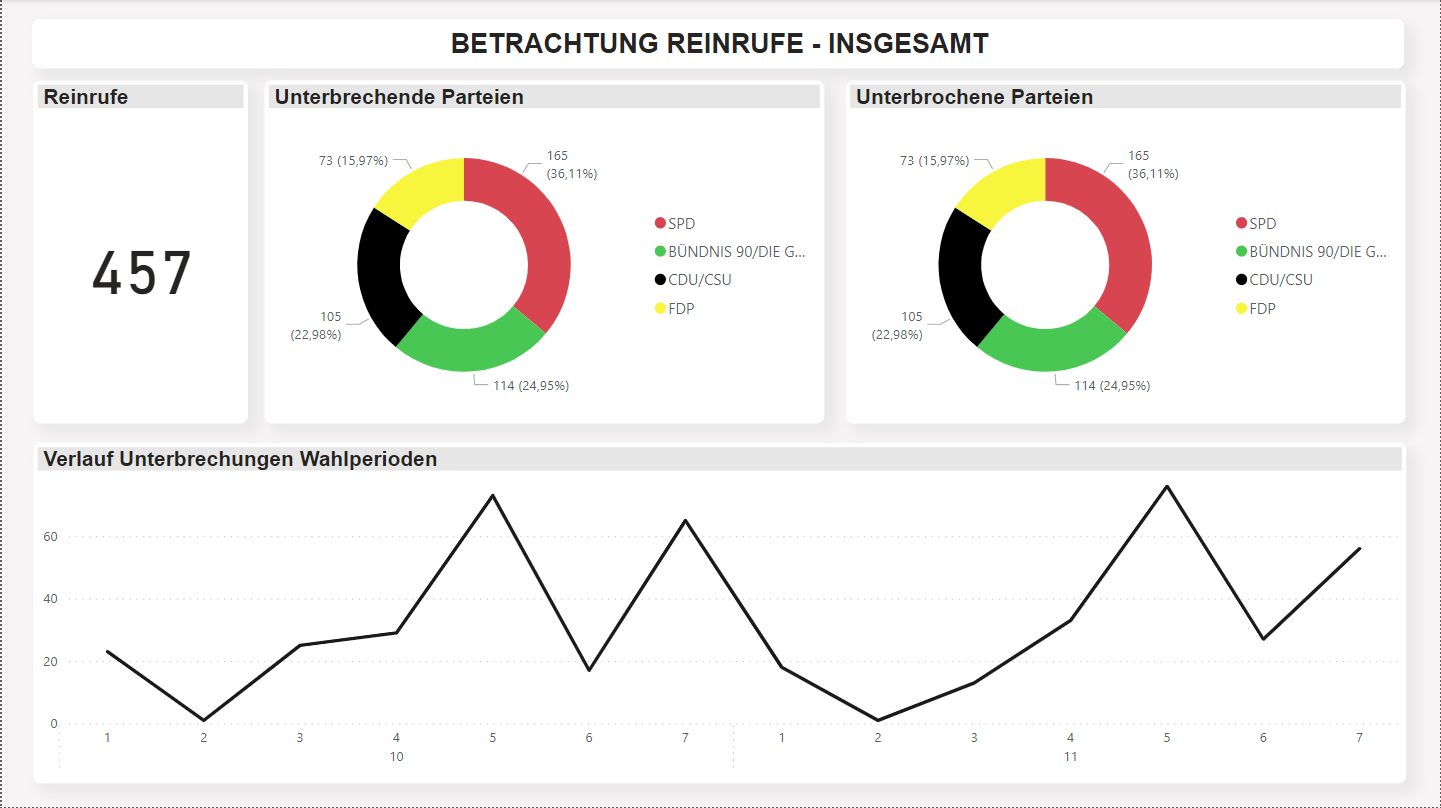 BETRACHTUNG REINRUFE - INSGESAMT
Reinrufe
457
Unterbrechende Parteien
73 (15,97%)
165
(36,11%)
105
(22,98%)
114 (24,95%)
SPD
BÜNDNIS 90/DIE G...
CDU/CSU
FDP
Unterbrochene Parteien
73 (15,97%)
165
(36,11%)
105
(22,98%)
114 (24,95%)
SPD
BÜNDNIS 90/DIE G...
CDU/CSU
FDP
Verlauf Unterbrechungen Wahlperioden
60
40
20
0
1 2 3 4 5 6 7 1 2 3 4 5 6 7
10 11